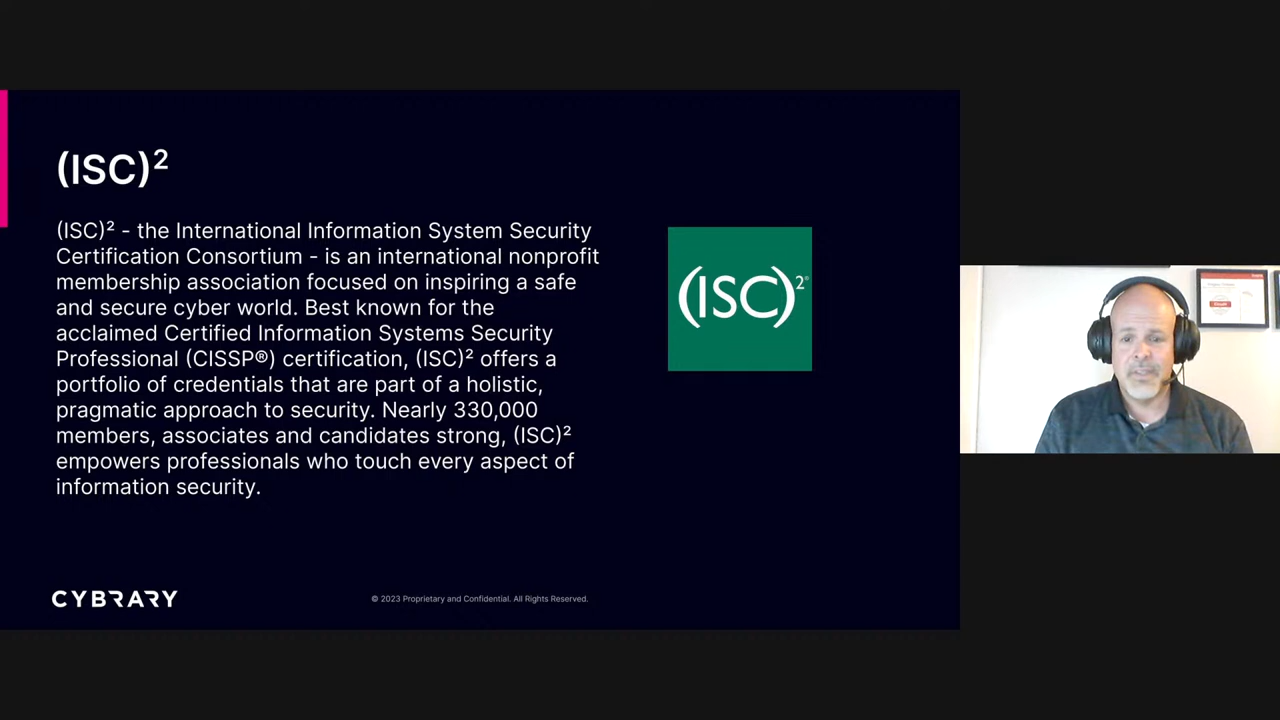 (ISC)²
(ISC)² - the International Information System Security
Certification Consortium - is an international nonprofit
membership association focused on inspiring a safe
and secure cyber world. Best known for the
acclaimed Certified Information Systems Security
Professional (CISSP®) certification, (ISC)² offers a
portfolio of credentials that are part of a holistic,
pragmatic approach to security. Nearly 330,000
members, associates and candidates strong, (ISC)²
empowers professionals who touch every aspect of
information security.
(ISC)²®
CYBRARY
© 2023 Proprietary and Confidential. All Rights Reserved.